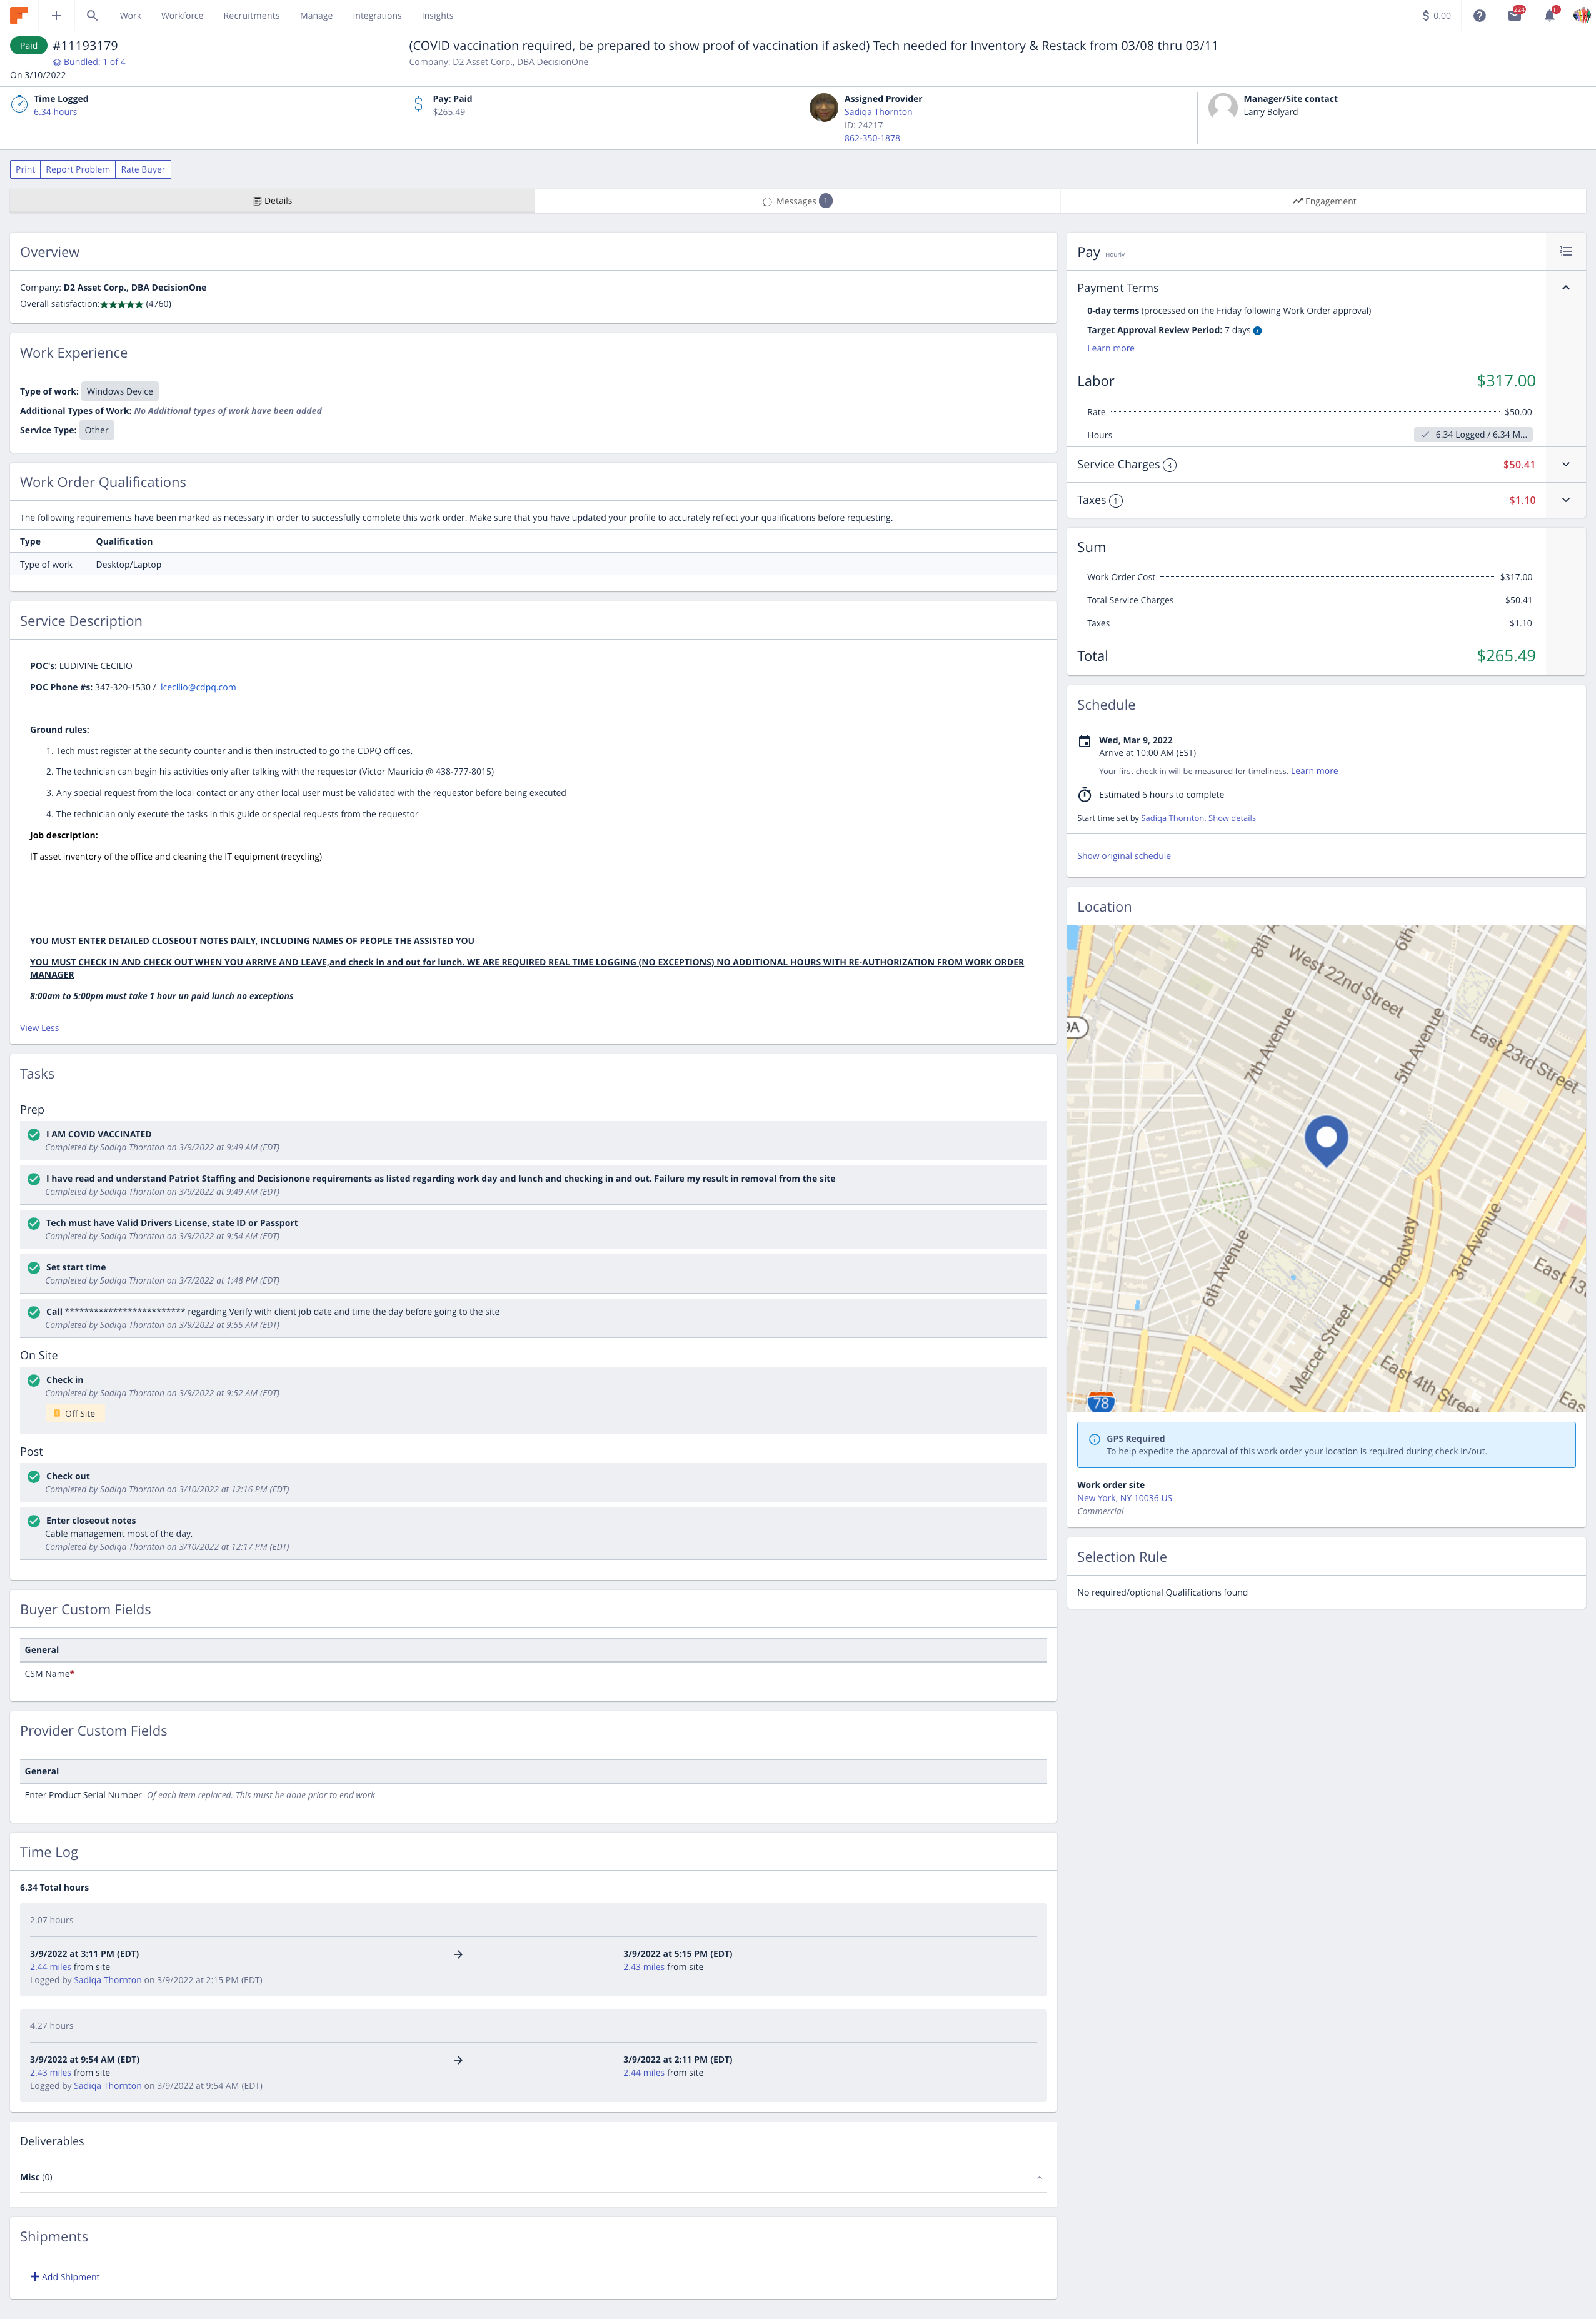 Work Workforce Recruitments Manage Integrations Insights $ 0.00 224 11
Paid #11193179
Bundled: 1 of 4
On 3/10/2022
(COVID vaccination required, be prepared to show proof of vaccination if asked) Tech needed for Inventory & Restack from 03/08 thru 03/11
Company: D2 Asset Corp., DBA DecisionOne
Time Logged
6.34 hours
Pay: Paid
$265.49
Assigned Provider
Sadiqa Thornton
ID: 24217
862-350-1878
Manager/Site contact
Larry Bolyard
Print Report Problem Rate Buyer
Details Messages 1 Engagement
Overview
Company: D2 Asset Corp., DBA DecisionOne
Overall satisfaction:★★★★★ (4760)
Work Experience
Type of work: Windows Device
Additional Types of Work: No Additional types of work have been added
Service Type: Other
Work Order Qualifications
The following requirements have been marked as necessary in order to successfully complete this work order. Make sure that you have updated your profile to accurately reflect your qualifications before requesting.
Type Qualification
Type of work Desktop/Laptop
Service Description
POC's: LUDIVINE CECILIO
POC Phone #s: 347-320-1530 / lcecilio@cdpq.com
Ground rules:
1. Tech must register at the security counter and is then instructed to go the CDPQ offices.
2. The technician can begin his activities only after talking with the requestor (Victor Mauricio @ 438-777-8015)
3. Any special request from the local contact or any other local user must be validated with the requestor before being executed
4. The technician only execute the tasks in this guide or special requests from the requestor
Job description:
IT asset inventory of the office and cleaning the IT equipment (recycling)
YOU MUST ENTER DETAILED CLOSEOUT NOTES DAILY, INCLUDING NAMES OF PEOPLE THE ASSISTED YOU
YOU MUST CHECK IN AND CHECK OUT WHEN YOU ARRIVE AND LEAVE,and check in and out for lunch. WE ARE REQUIRED REAL TIME LOGGING (NO EXCEPTIONS) NO ADDITIONAL HOURS WITH RE-AUTHORIZATION FROM WORK ORDER
MANAGER
8:00am to 5:00pm must take 1 hour un paid lunch no exceptions
View Less
Tasks
Prep
I AM COVID VACCINATED
Completed by Sadiqa Thornton on 3/9/2022 at 9:49 AM (EDT)
I have read and understand Patriot Staffing and Decisionone requirements as listed regarding work day and lunch and checking in and out. Failure my result in removal from the site
Completed by Sadiqa Thornton on 3/9/2022 at 9:49 AM (EDT)
Tech must have Valid Drivers License, state ID or Passport
Completed by Sadiqa Thornton on 3/9/2022 at 9:54 AM (EDT)
Set start time
Completed by Sadiqa Thornton on 3/7/2022 at 1:48 PM (EDT)
Call ************************* regarding Verify with client job date and time the day before going to the site
Completed by Sadiqa Thornton on 3/9/2022 at 9:55 AM (EDT)
On Site
Check in
Completed by Sadiqa Thornton on 3/9/2022 at 9:52 AM (EDT)
Off Site
Post
Check out
Completed by Sadiqa Thornton on 3/10/2022 at 12:16 PM (EDT)
Enter closeout notes
Cable management most of the day.
Completed by Sadiqa Thornton on 3/10/2022 at 12:17 PM (EDT)
Buyer Custom Fields
General
CSM Name*
Provider Custom Fields
General
Enter Product Serial Number Of each item replaced. This must be done prior to end work
Time Log
6.34 Total hours
2.07 hours
3/9/2022 at 3:11 PM (EDT) 3/9/2022 at 5:15 PM (EDT)
2.44 miles from site 2.43 miles from site
Logged by Sadiqa Thornton on 3/9/2022 at 2:15 PM (EDT)
4.27 hours
3/9/2022 at 9:54 AM (EDT) 3/9/2022 at 2:11 PM (EDT)
2.43 miles from site 2.44 miles from site
Logged by Sadiqa Thornton on 3/9/2022 at 9:54 AM (EDT)
Deliverables
Misc (0)
Shipments
Add Shipment
Pay Hourly
Payment Terms
0-day terms (processed on the Friday following Work Order approval)
Target Approval Review Period: 7 days
Learn more
Labor $317.00
Rate $50.00
Hours 6.34 Logged / 6.34 M...
Service Charges 3 $50.41
Taxes 1 $1.10
Sum
Work Order Cost $317.00
Total Service Charges $50.41
Taxes $1.10
Total $265.49
Schedule
Wed, Mar 9, 2022
Arrive at 10:00 AM (EST)
Your first check in will be measured for timeliness. Learn more
Estimated 6 hours to complete
Start time set by Sadiqa Thornton. Show details
Show original schedule
Location
8th A
6th
West 22nd Street
9A
7th Avenue
5th Avenue
East 23rd Street
6th Avenue
Broadway
3rd Avenue
East 13
Mercer Street
East 4th Street
Eas
78
GPS Required
To help expedite the approval of this work order your location is required during check in/out.
Work order site
New York, NY 10036 US
Commercial
Selection Rule
No required/optional Qualifications found